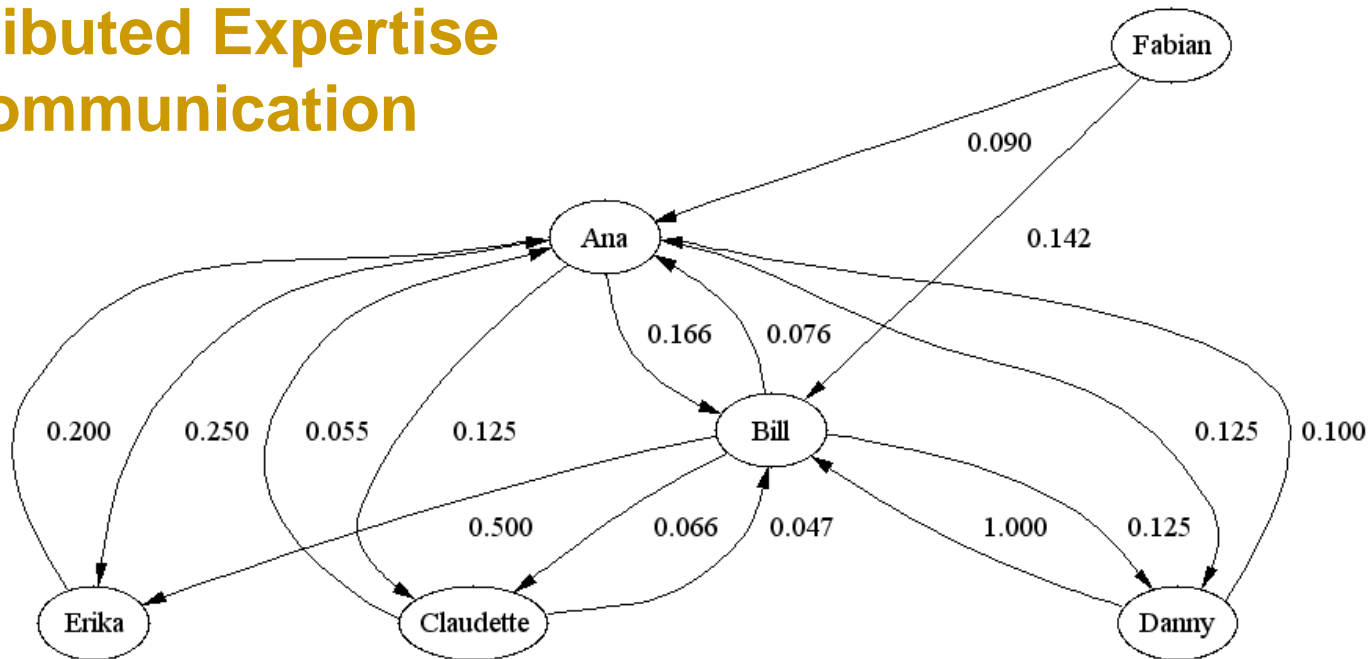 ibuted Expertise
ommunication
Fabian
0.090
Ana
0.142
0.166 0.076
0.200 0.250 0.055 0.125 Bill 0.125 0.100
0.500 0.066 0.047 1.000 0.125
Erika Claudette Danny